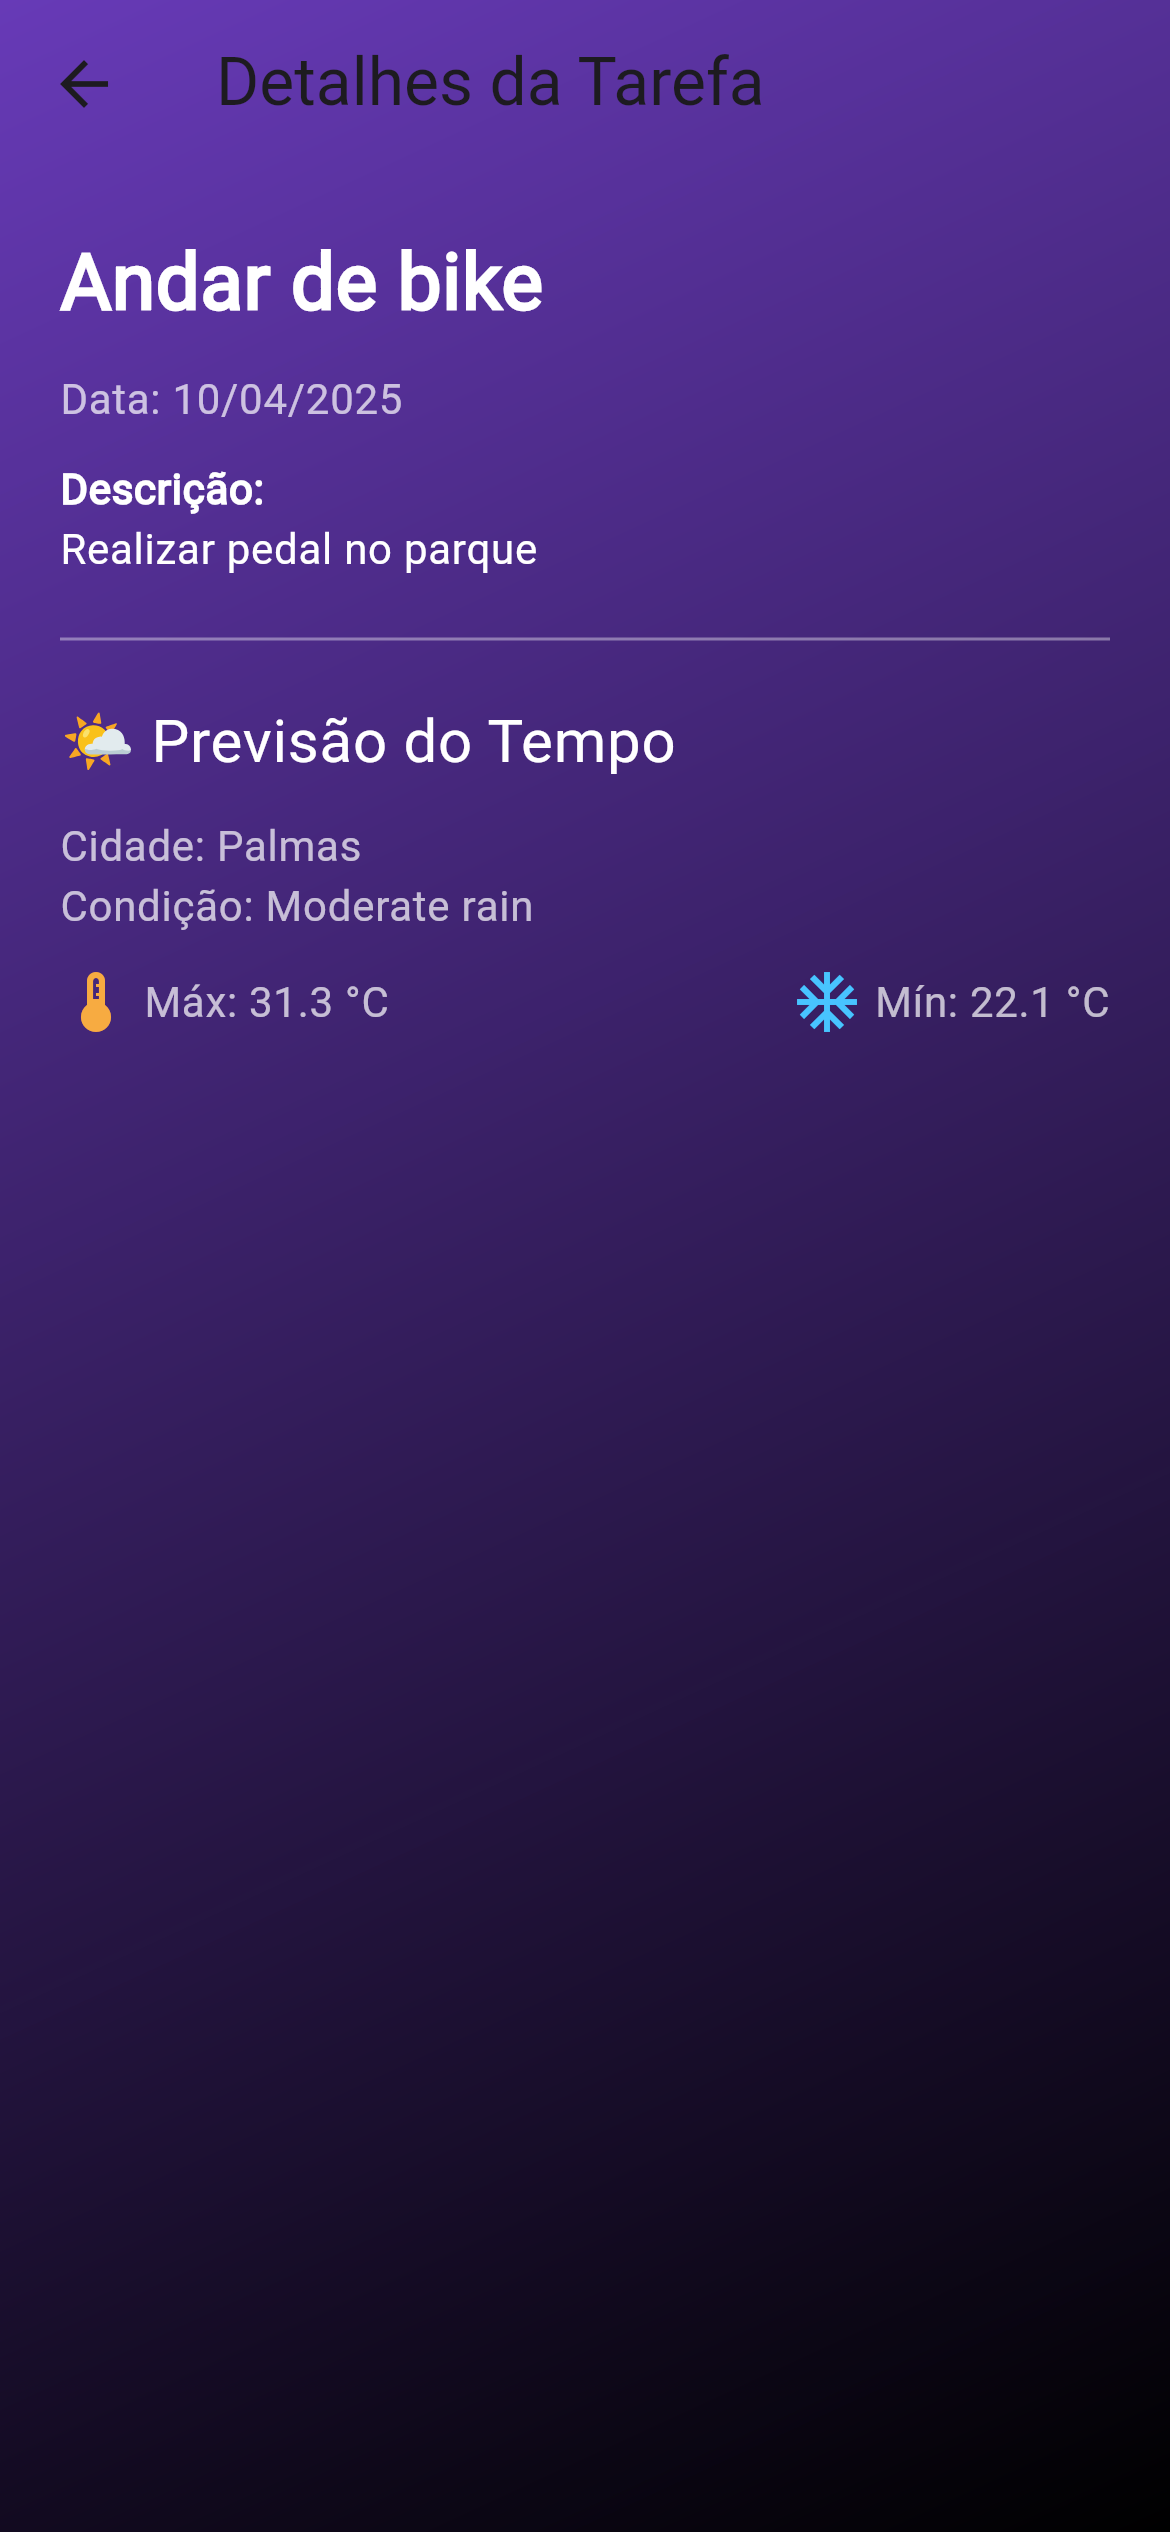 Detalhes da Tarefa
Andar de bike
Data: 10/04/2025
Descrição:
Realizar pedal no parque
🌤️ Previsão do Tempo
Cidade: Palmas
Condição: Moderate rain
Máx: 31.3 °C Mín: 22.1 °C